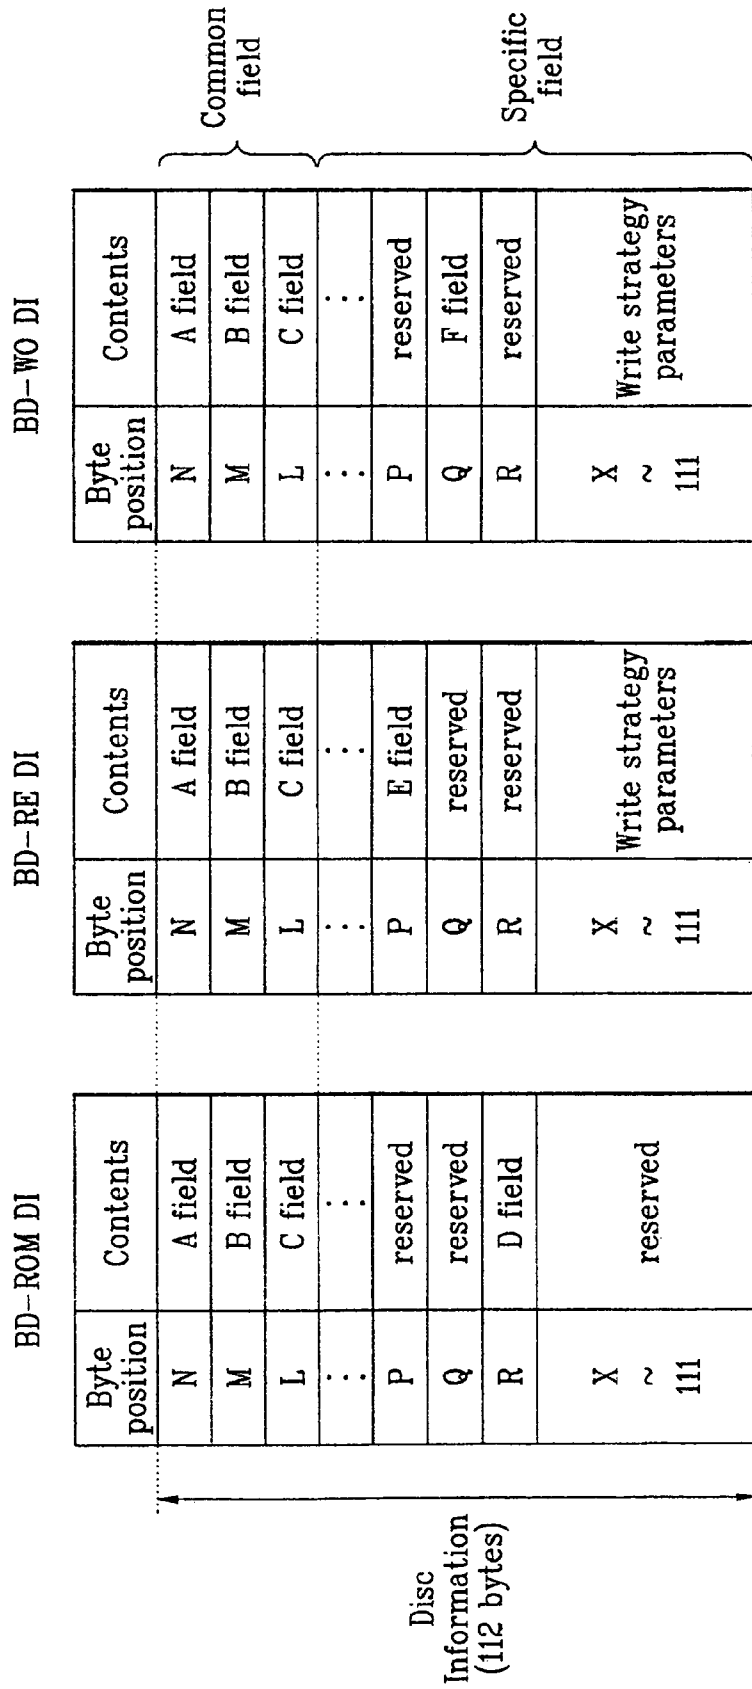 BD-ROM DI
Byte
position
Contents
N
A field
M
B field
L
C field
⋮
⋮
P
reserved
Q
reserved
R
D field
X
~
111
reserved
Disc
Information
(112 bytes)
BD-RE DI
Byte
position
Contents
N
A field
M
B field
L
C field
⋮
⋮
P
E field
Q
reserved
R
reserved
X
~
111
Write strategy
parameters
BD-WO DI
Byte
position
Contents
N
A field
M
B field
L
C field
⋮
⋮
P
reserved
Q
F field
R
reserved
X
~
111
Write strategy
parameters
Common
field
Specific
field